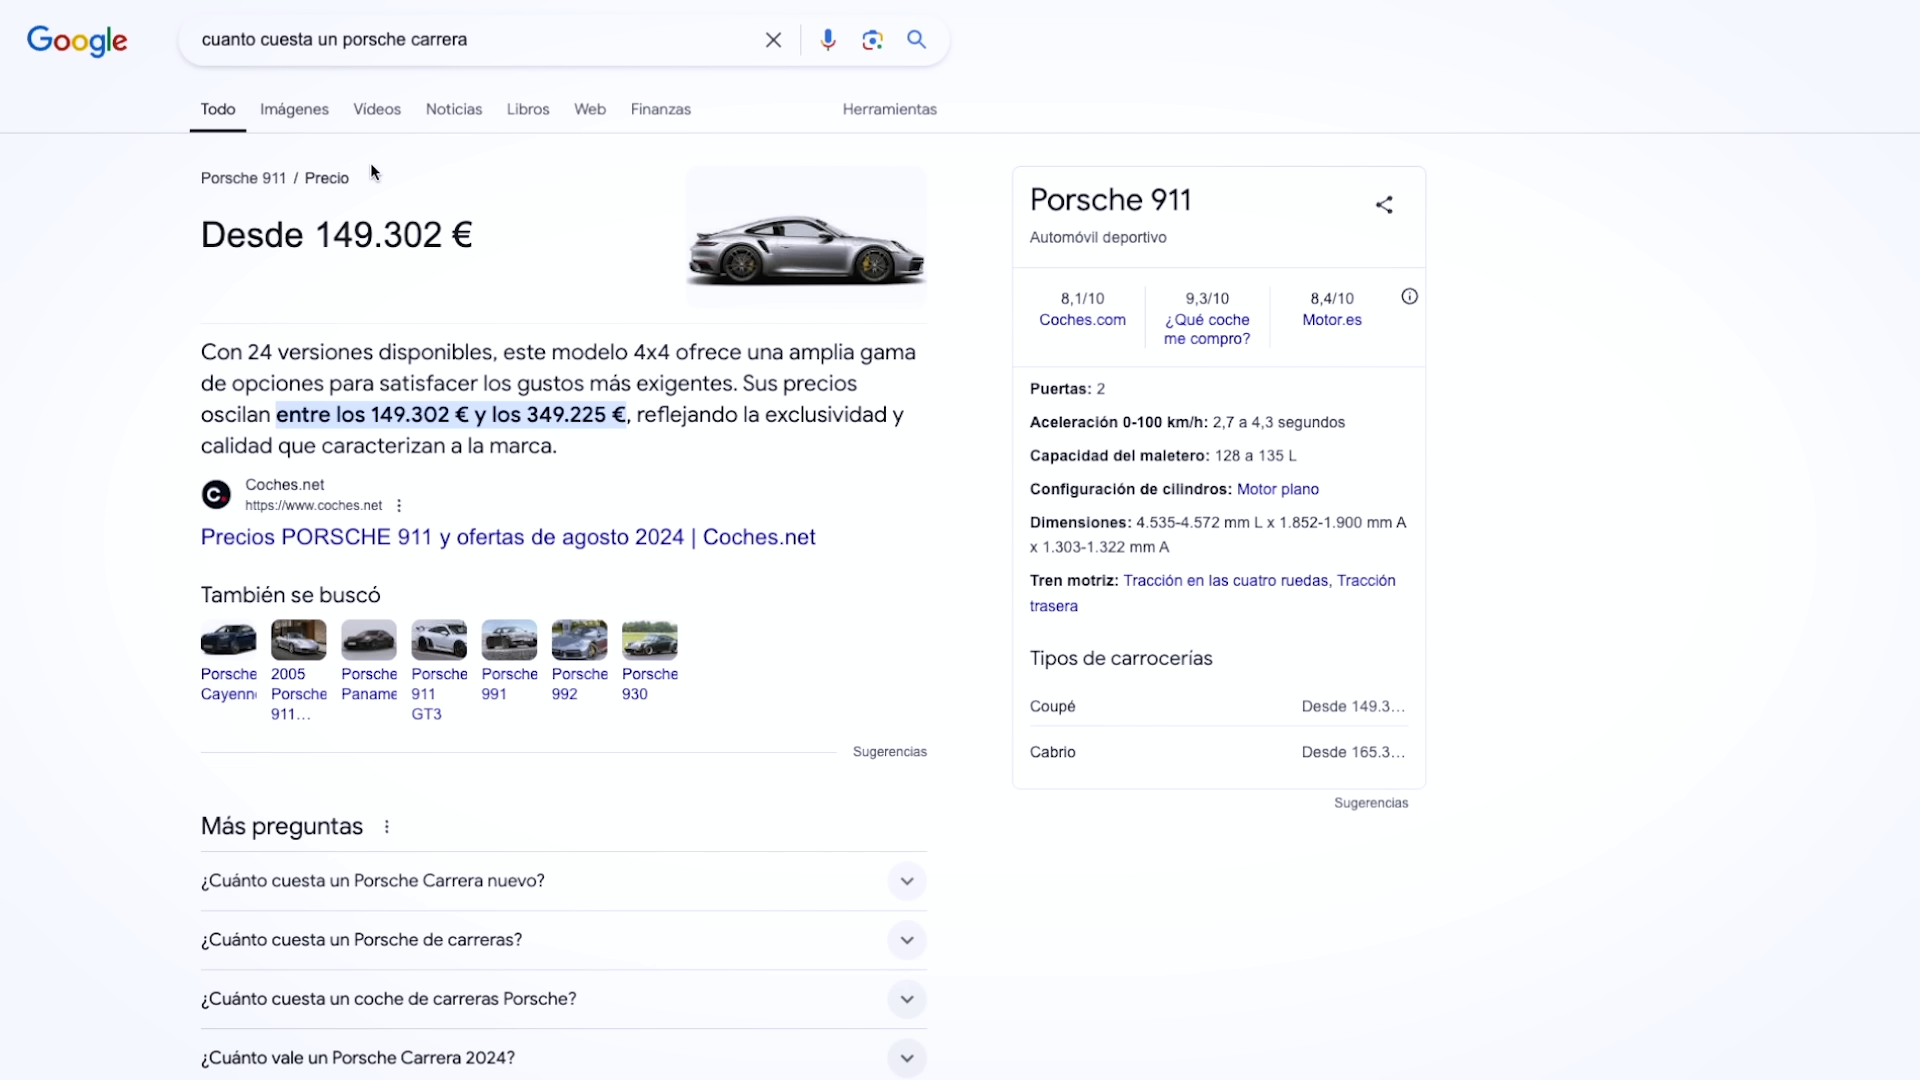 Google
cuanto cuesta un porsche carrera
Todo Imágenes Vídeos Noticias Libros Web Finanzas Herramientas
Porsche 911 / Precio
Desde 149.302 €
Con 24 versiones disponibles, este modelo 4x4 ofrece una amplia gama
de opciones para satisfacer los gustos más exigentes. Sus precios
oscilan entre los 149.302 € y los 349.225 €, reflejando la exclusividad y
calidad que caracterizan a la marca.
C.
Coches.net
https://www.coches.net
Precios PORSCHE 911 y ofertas de agosto 2024 | Coches.net
También se buscó
Porsche Cayenn
2005 Porsche 911...
Porsche Paname
Porsche 911 GT3
Porsche 991
Porsche 992
Porsche 930
Sugerencias
Más preguntas
¿Cuánto cuesta un Porsche Carrera nuevo?
¿Cuánto cuesta un Porsche de carreras?
¿Cuánto cuesta un coche de carreras Porsche?
¿Cuánto vale un Porsche Carrera 2024?
Porsche 911
Automóvil deportivo
8,1/10
Coches.com
9,3/10
¿Qué coche
me compro?
8,4/10
Motor.es
Puertas: 2
Aceleración 0-100 km/h: 2,7 a 4,3 segundos
Capacidad del maletero: 128 a 135 L
Configuración de cilindros: Motor plano
Dimensiones: 4.535-4.572 mm L x 1.852-1.900 mm A
x 1.303-1.322 mm A
Tren motriz: Tracción en las cuatro ruedas, Tracción
trasera
Tipos de carrocerías
Coupé Desde 149.3...
Cabrio Desde 165.3...
Sugerencias